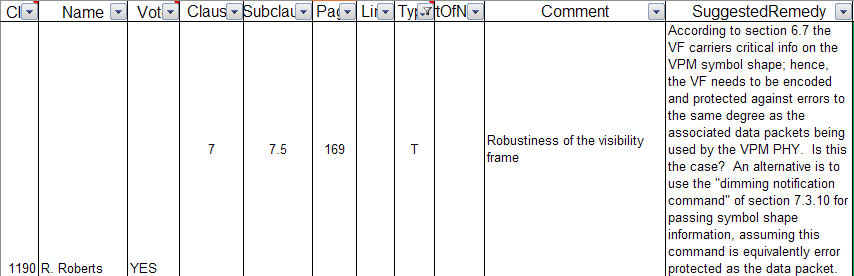 Cl Name Vot Claus Subclau Pag Lin Typ rtOfN Comment SuggestedRemedy
According to section 6.7 the
VF carriers critical info on the
VPM symbol shape; hence,
the VF needs to be encoded
and protected against errors to
the same degree as the
associated data packets being
used by the VPM PHY. Is this
the case? An alternative is to
use the "dimming notification
command" of section 7.3.10 for
passing symbol shape
information, assuming this
command is equivalently error
protected as the data packet.
7 7.5 169 T
Robustiness of the visibility
frame
1190 R. Roberts YES